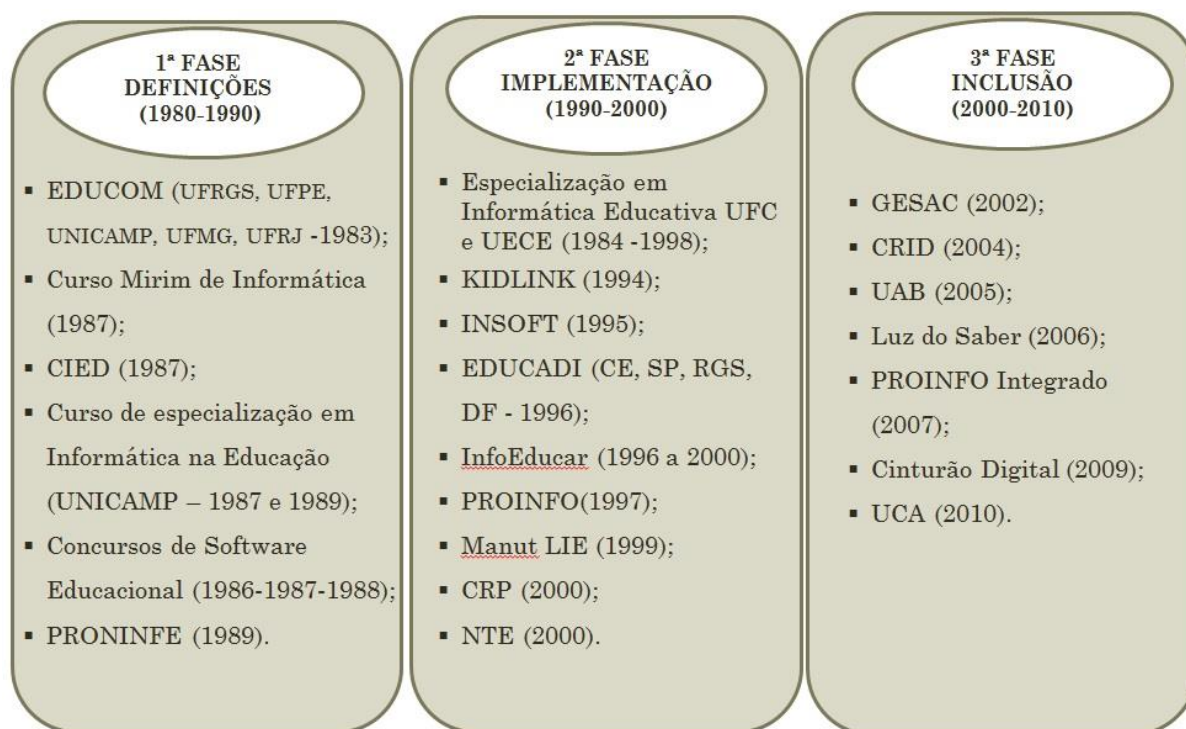 1ª FASE
DEFINIÇÕES
(1980-1990)
▪ EDUCOM (UFRGS, UFPE,
UNICAMP, UFMG, UFRJ -1983);
▪ Curso Mirim de Informática
(1987);
▪ CIED (1987);
▪ Curso de especialização em
Informática na Educação
(UNICAMP – 1987 e 1989);
▪ Concursos de Software
Educacional (1986-1987-1988);
▪ PRONINFE (1989).
2ª FASE
IMPLEMENTAÇÃO
(1990-2000)
▪ Especialização em
Informática Educativa UFC
e UECE (1984 -1998);
▪ KIDLINK (1994);
▪ INSOFT (1995);
▪ EDUCADI (CE, SP, RGS,
DF - 1996);
▪ InfoEducar (1996 a 2000);
▪ PROINFO(1997);
▪ Manut LIE (1999);
▪ CRP (2000);
▪ NTE (2000).
3ª FASE
INCLUSÃO
(2000-2010)
▪ GESAC (2002);
▪ CRID (2004);
▪ UAB (2005);
▪ Luz do Saber (2006);
▪ PROINFO Integrado
(2007);
▪ Cinturão Digital (2009);
▪ UCA (2010).